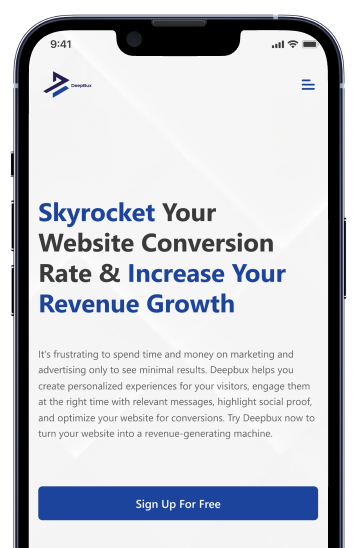 9:41
DeepBux
Skyrocket Your
Website Conversion
Rate & Increase Your
Revenue Growth
It's frustrating to spend time and money on marketing and
advertising only to see minimal results. Deepbux helps you
create personalized experiences for your visitors, engage them
at the right time with relevant messages, highlight social proof,
and optimize your website for conversions. Try Deepbux now to
turn your website into a revenue-generating machine.
Sign Up For Free